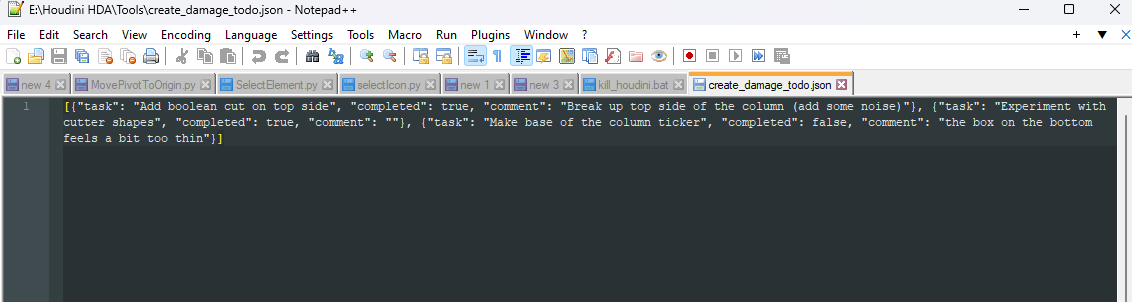 E:\Houdini HDA\Tools\create_damage_todo.json - Notepad++
File Edit Search View Encoding Language Settings Tools Macro Run Plugins Window ?
new 4 MovePivotToOrigin.py SelectElement.py selectIcon.py new 1 new 3 kill_houdini.bat create_damage_todo.json
1 [{"task": "Add boolean cut on top side", "completed": true, "comment": "Break up top side of the column (add some noise)"}, {"task": "Experiment with
cutter shapes", "completed": true, "comment": ""}, {"task": "Make base of the column ticker", "completed": false, "comment": "the box on the bottom
feels a bit too thin"}]